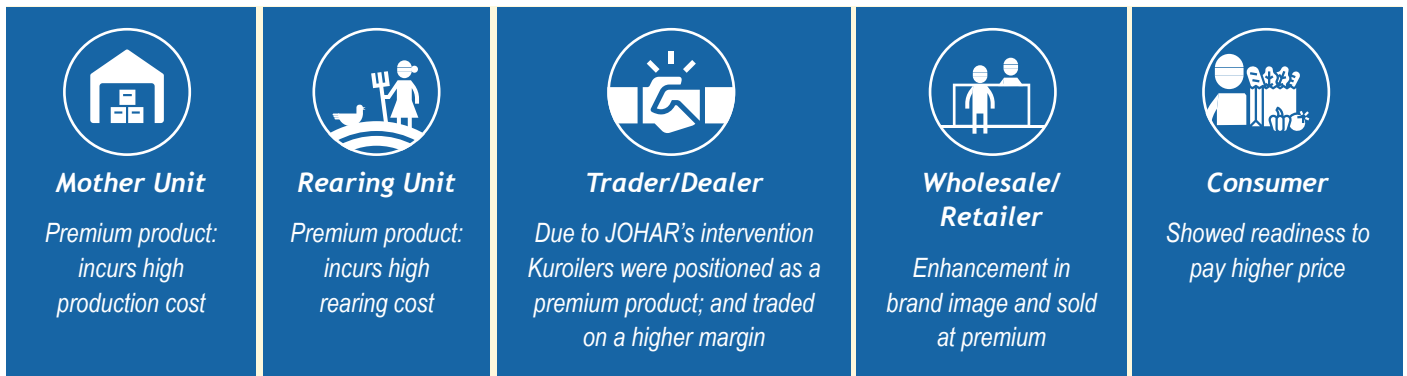 Mother Unit
Premium product:
incurs high
production cost
Rearing Unit
Premium product:
incurs high
rearing cost
Trader/Dealer
Due to JOHAR's intervention
Kuroilers were positioned as a
premium product; and traded
on a higher margin
Wholesale/
Retailer
Enhancement in
brand image and sold
at premium
Consumer
Showed readiness to
pay higher price